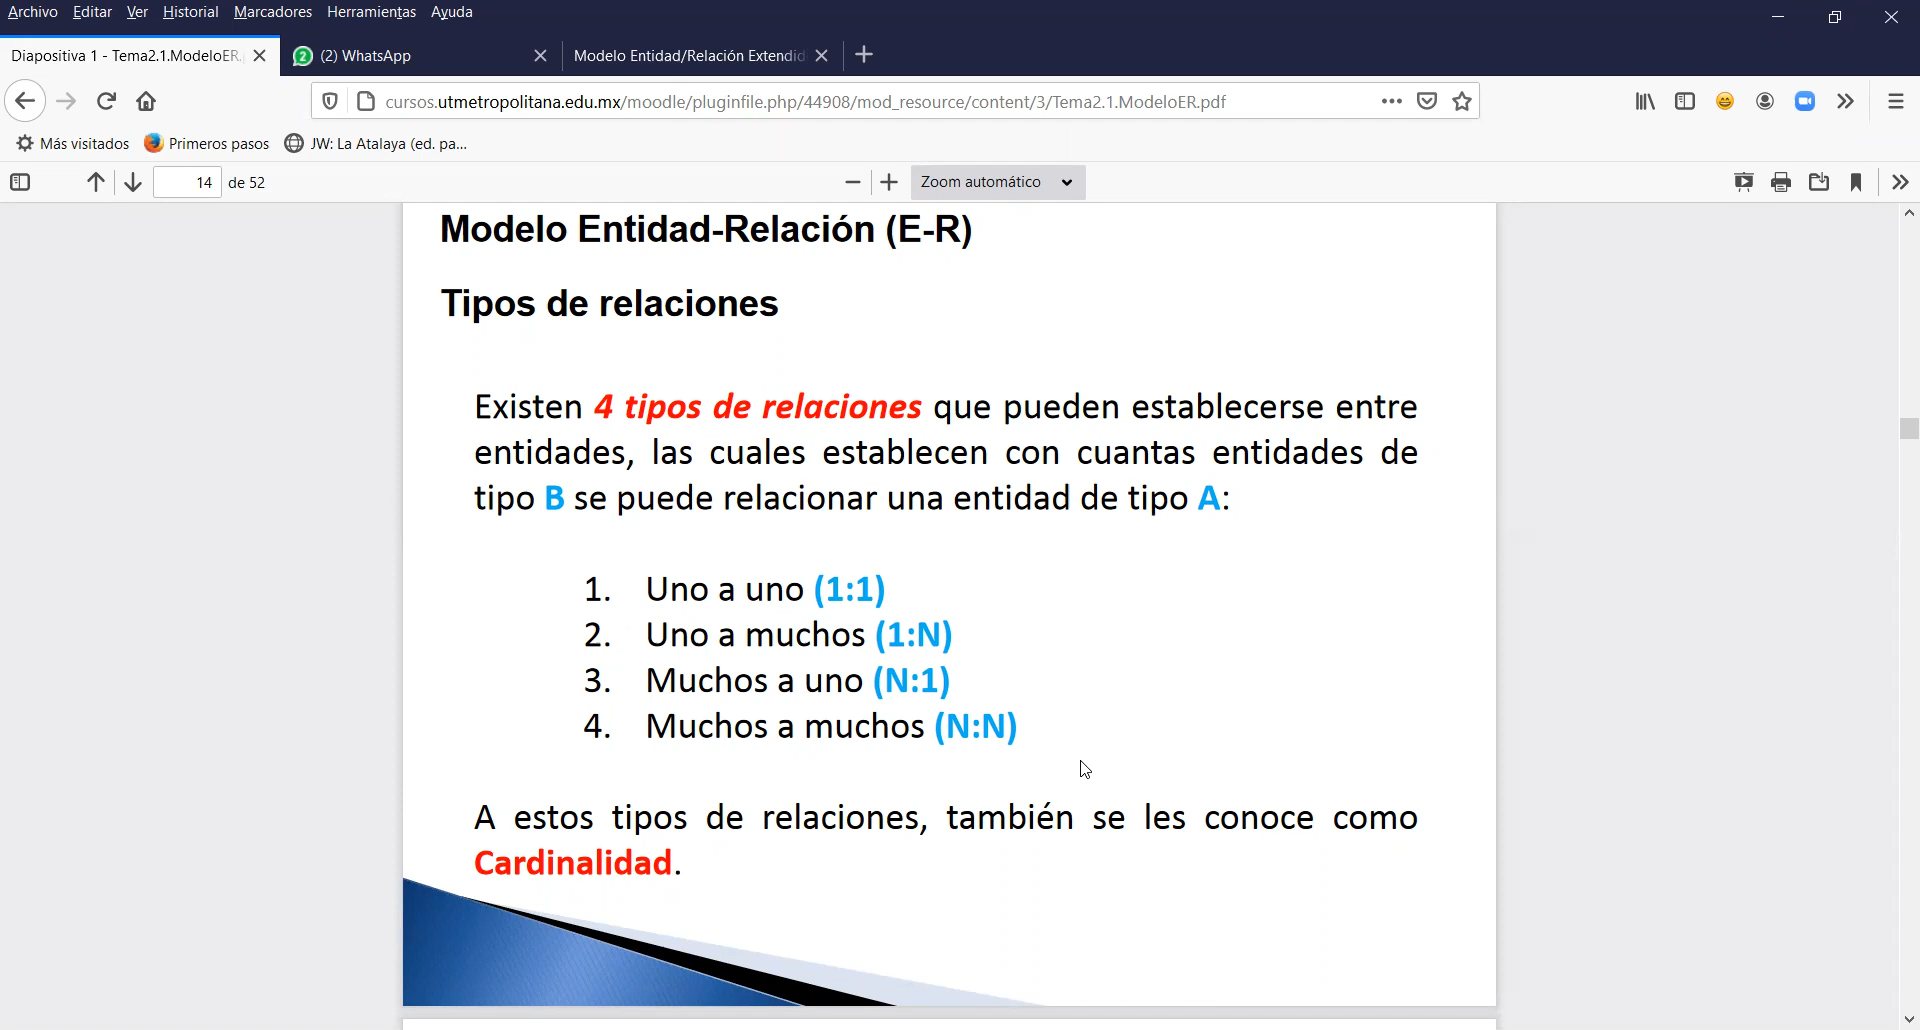 Archivo Editar Ver Historial Marcadores Herramientas Ayuda
Diapositiva 1 - Tema2.1.ModeloER.
(2) WhatsApp
Modelo Entidad/Relación Extendid
cursos.utmetropolitana.edu.mx/moodle/pluginfile.php/44908/mod_resource/content/3/Tema2.1.ModeloER.pdf
Más visitados Primeros pasos JW: La Atalaya (ed. pa...
14 de 52
Zoom automático
Modelo Entidad-Relación (E-R)
Tipos de relaciones
Existen 4 tipos de relaciones que pueden establecerse entre
entidades, las cuales establecen con cuantas entidades de
tipo B se puede relacionar una entidad de tipo A:
1. Uno a uno (1:1)
2. Uno a muchos (1:N)
3. Muchos a uno (N:1)
4. Muchos a muchos (N:N)
A estos tipos de relaciones, también se les conoce como
Cardinalidad.